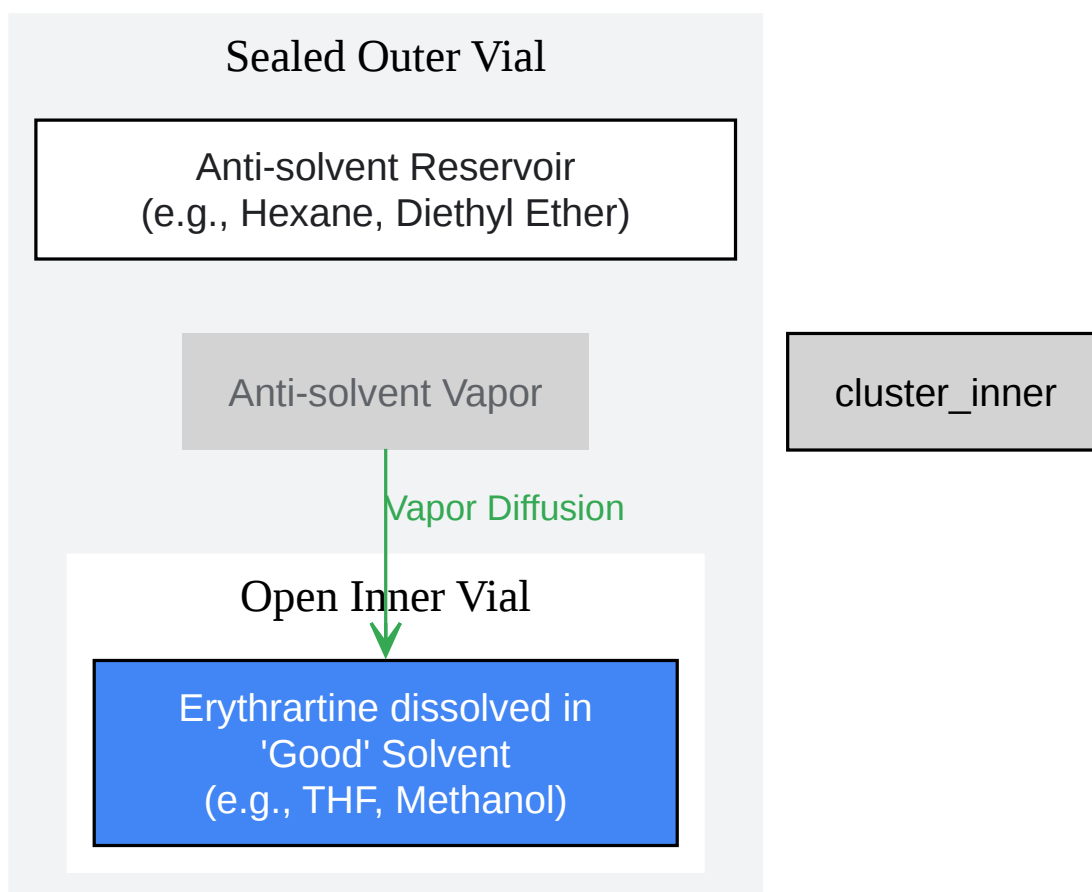 Sealed Outer Vial
Anti-solvent Reservoir
(e.g., Hexane, Diethyl Ether)
Anti-solvent Vapor
cluster_inner
Vapor Diffusion
Open Inner Vial
Erythrartine dissolved in
'Good' Solvent
(e.g., THF, Methanol)